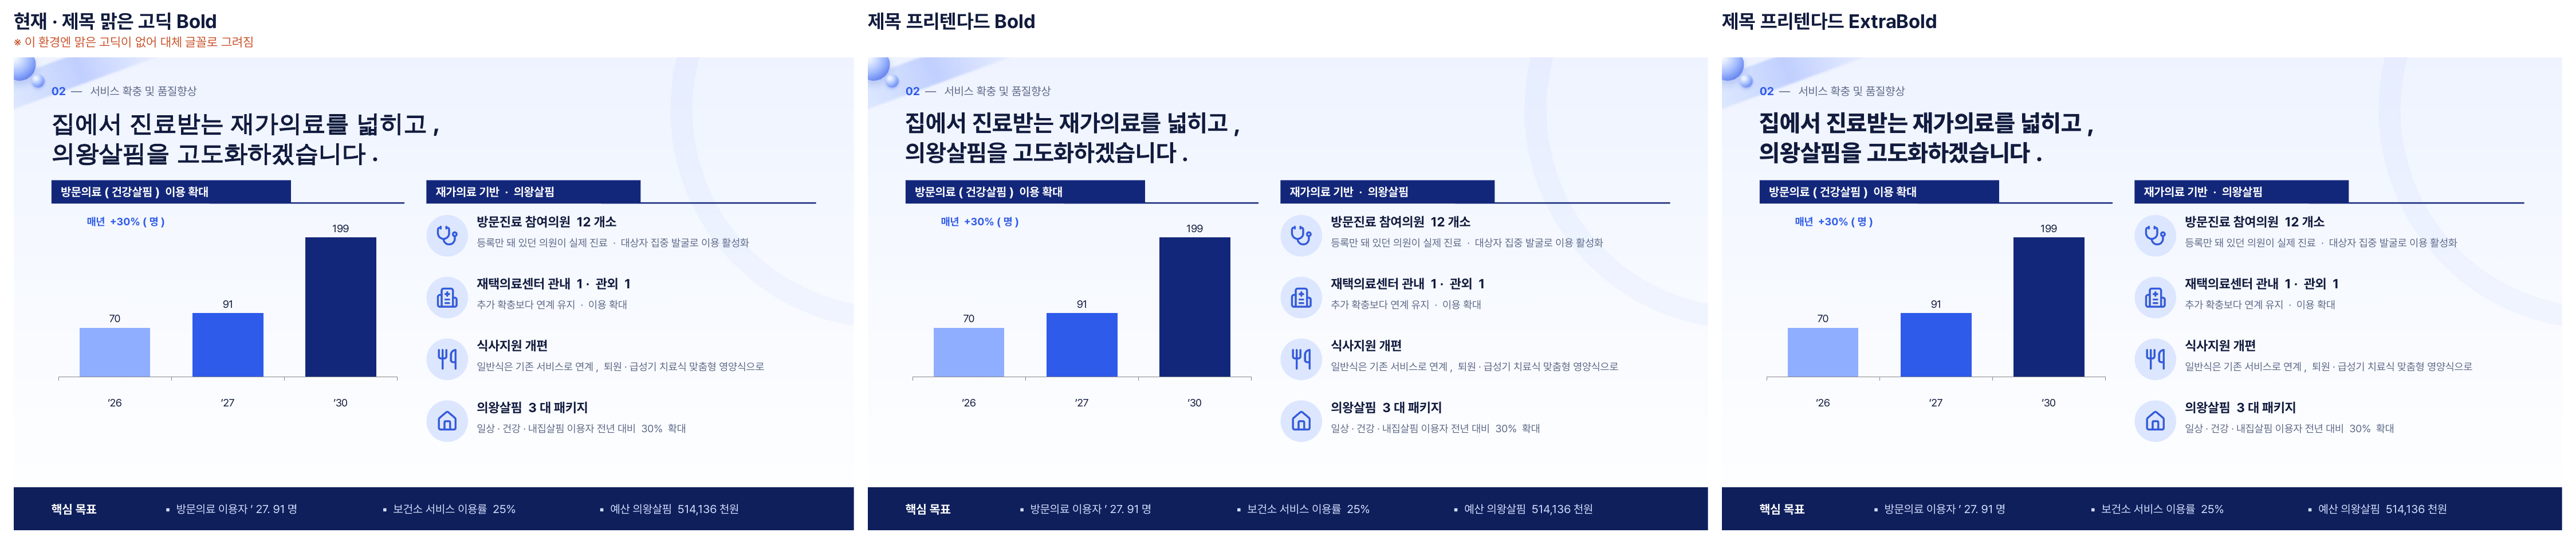 현재 · 제목 맑은 고딕 Bold
※ 이 환경엔 맑은 고딕이 없어 대체 글꼴로 그려짐
02 — 서비스 확충 및 품질향상
집에서 진료받는 재가의료를 넓히고 ,
의왕살핌을 고도화하겠습니다 .
방문의료 ( 건강살핌 ) 이용 확대
매년 +30% ( 명 )
70
91
199
’26
’27
’30
재가의료 기반 · 의왕살핌
방문진료 참여의원 12 개소
등록만 돼 있던 의원이 실제 진료 · 대상자 집중 발굴로 이용 활성화
재택의료센터 관내 1 · 관외 1
추가 확충보다 연계 유지 · 이용 확대
식사지원 개편
일반식은 기존 서비스로 연계 , 퇴원 · 급성기 치료식 맞춤형 영양식으로
의왕살핌 3 대 패키지
일상 · 건강 · 내집살핌 이용자 전년 대비 30% 확대
핵심 목표
▪ 방문의료 이용자 ’ 27. 91 명
▪ 보건소 서비스 이용률 25%
▪ 예산 의왕살핌 514,136 천원
제목 프리텐다드 Bold
02 — 서비스 확충 및 품질향상
집에서 진료받는 재가의료를 넓히고 ,
의왕살핌을 고도화하겠습니다 .
방문의료 ( 건강살핌 ) 이용 확대
매년 +30% ( 명 )
70
91
199
’26
’27
’30
재가의료 기반 · 의왕살핌
방문진료 참여의원 12 개소
등록만 돼 있던 의원이 실제 진료 · 대상자 집중 발굴로 이용 활성화
재택의료센터 관내 1 · 관외 1
추가 확충보다 연계 유지 · 이용 확대
식사지원 개편
일반식은 기존 서비스로 연계 , 퇴원 · 급성기 치료식 맞춤형 영양식으로
의왕살핌 3 대 패키지
일상 · 건강 · 내집살핌 이용자 전년 대비 30% 확대
핵심 목표
▪ 방문의료 이용자 ’ 27. 91 명
▪ 보건소 서비스 이용률 25%
▪ 예산 의왕살핌 514,136 천원
제목 프리텐다드 ExtraBold
02 — 서비스 확충 및 품질향상
집에서 진료받는 재가의료를 넓히고 ,
의왕살핌을 고도화하겠습니다 .
방문의료 ( 건강살핌 ) 이용 확대
매년 +30% ( 명 )
70
91
199
’26
’27
’30
재가의료 기반 · 의왕살핌
방문진료 참여의원 12 개소
등록만 돼 있던 의원이 실제 진료 · 대상자 집중 발굴로 이용 활성화
재택의료센터 관내 1 · 관외 1
추가 확충보다 연계 유지 · 이용 확대
식사지원 개편
일반식은 기존 서비스로 연계 , 퇴원 · 급성기 치료식 맞춤형 영양식으로
의왕살핌 3 대 패키지
일상 · 건강 · 내집살핌 이용자 전년 대비 30% 확대
핵심 목표
▪ 방문의료 이용자 ’ 27. 91 명
▪ 보건소 서비스 이용률 25%
▪ 예산 의왕살핌 514,136 천원